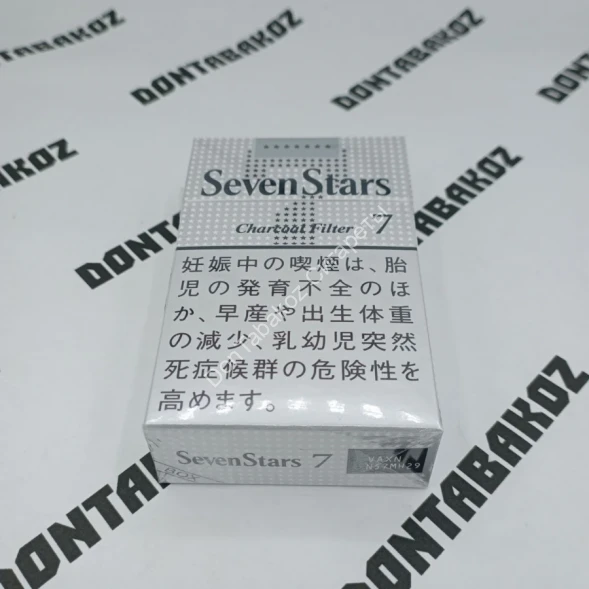 DONTABAKOZ
DONTABAKOZ
DONTABAKOZ
SevenStars
Charcoal Filter 7
妊娠中の喫煙は、胎
児の発育不全のほ
か、早産や出生体重
の減少、乳幼児突然
死症候群の危険性を
高めます。
DonTabakoz Сигареты
SevenStars 7
BOX
DONTABAKOZ
DONTABAKOZ